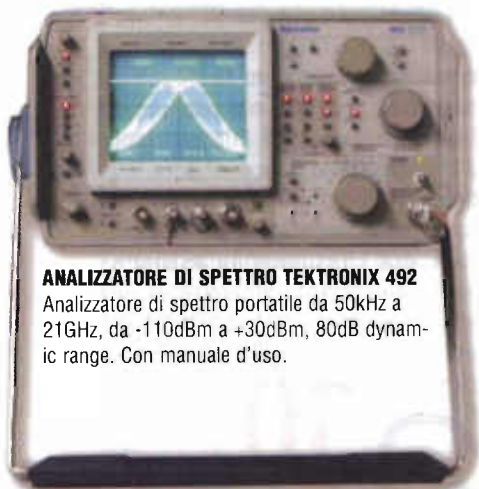 ANALIZZATORE DI SPETTRO TEKTRONIX 492
Analizzatore di spettro portatile da 50kHz a
21GHz, da -110dBm a +30dBm, 80dB dynam-
ic range. Con manuale d'uso.